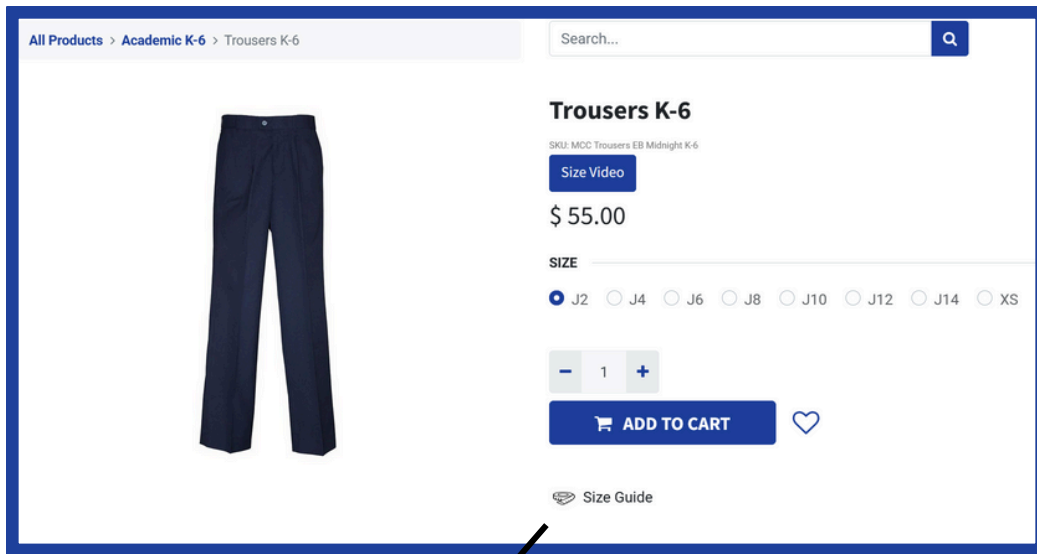 All Products > Academic K-6 > Trousers K-6
Search...
Trousers K-6
SKU: MCC Trousers EB Midnight K-6
Size Video
$ 55.00
SIZE
J2 J4 J6 J8 J10 J12 J14 XS
− 1 +
ADD TO CART
Size Guide